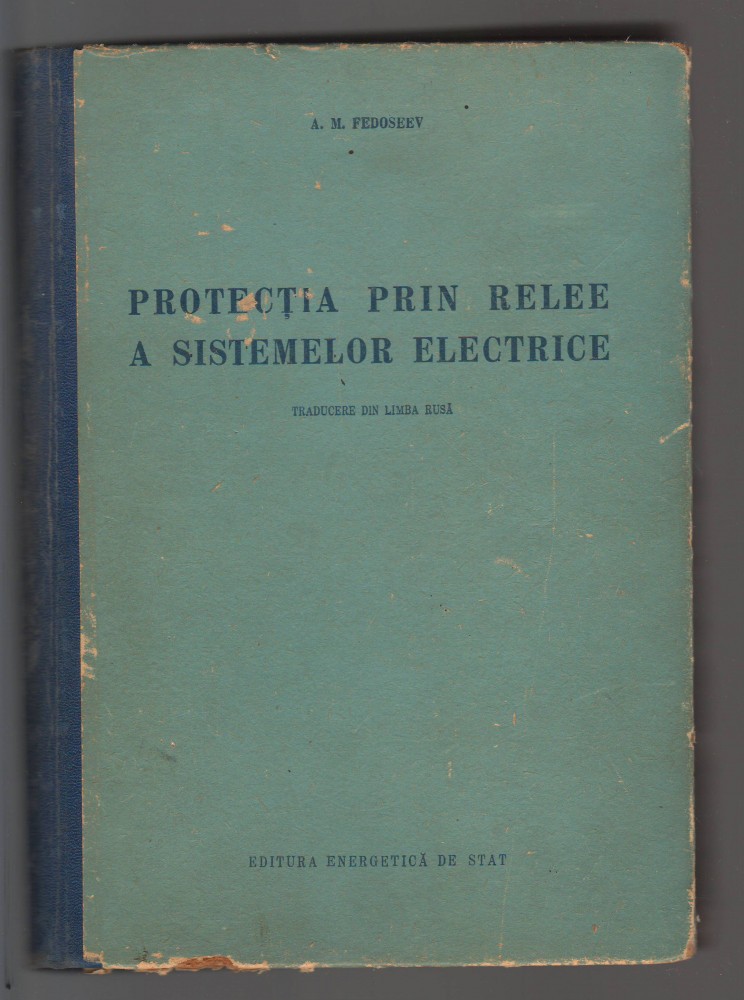 A. M. FEDOSEEV
PROTECȚIA PRIN RELEE
A SISTEMELOR ELECTRICE
TRADUCERE DIN LIMBA RUSĂ
EDITURA ENERGETICĂ DE STAT